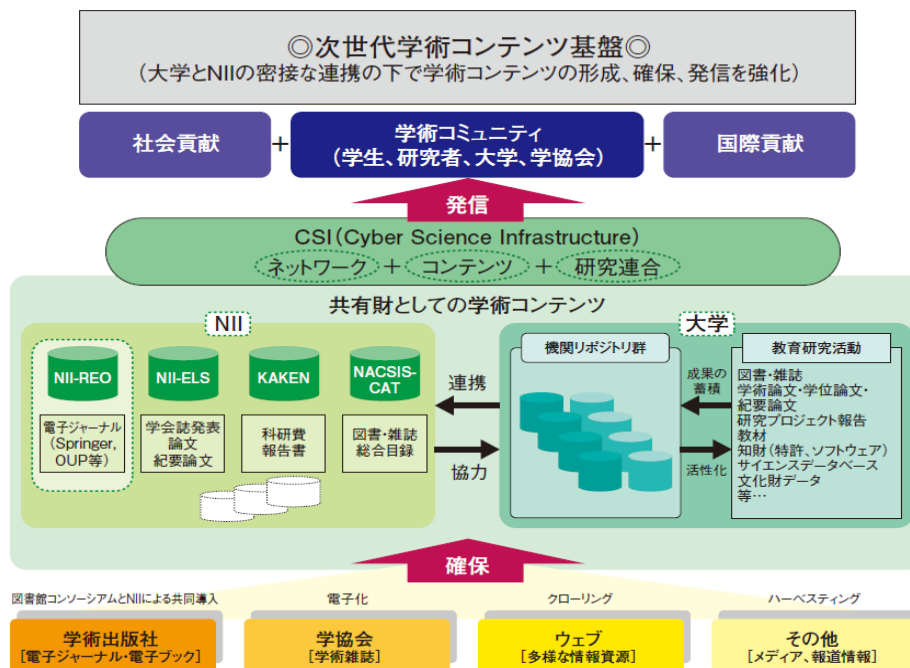 ◎次世代学術コンテンツ基盤◎
(大学とNIIの密接な連携の下で学術コンテンツの形成、確保、発信を強化)
社会貢献
+
学術コミュニティ
(学生、研究者、大学、学協会)
+
国際貢献
発信
CSI(Cyber Science Infrastructure)
ネットワーク + コンテンツ + 研究連合
共有財としての学術コンテンツ
NII
NII-REO
電子ジャーナル
(Springer,
OUP等)
NII-ELS
学会誌発表
論文
紀要論文
KAKEN
科研費
報告書
NACSIS-
CAT
図書・雑誌
総合目録
連携
協力
大学
機関リポジトリ群
成果の
蓄積
活性化
教育研究活動
図書・雑誌
学術論文・学位論文・
紀要論文
研究プロジェクト報告
教材
知財(特許、ソフトウェア)
サイエンスデータベース
文化財データ
等…
確保
図書館コンソーシアムとNIIによる共同導入
学術出版社
[電子ジャーナル・電子ブック]
電子化
学協会
[学術雑誌]
クローリング
ウェブ
[多様な情報資源]
ハーベスティング
その他
[メディア、報道情報]